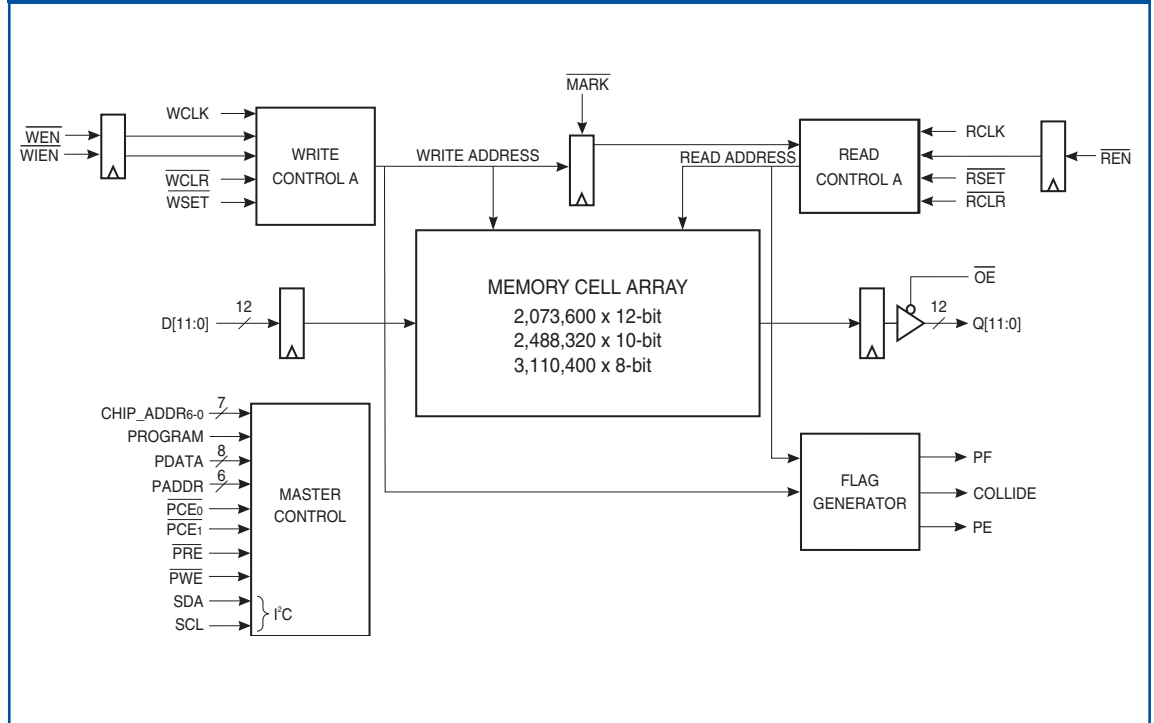 MARK
WCLK
WEN
WIEN
WRITE
CONTROL A
WCLR
WSET
WRITE ADDRESS
READ ADDRESS
READ
CONTROL A
RCLK
REN
RSET
RCLR
MEMORY CELL ARRAY
2,073,600 x 12-bit
2,488,320 x 10-bit
3,110,400 x 8-bit
D[11:0]
12
OE
12
Q[11:0]
CHIP_ADDR6-0
7
PROGRAM
PDATA
8
PADDR
6
PCE0
PCE1
PRE
PWE
SDA
SCL
I²C
MASTER
CONTROL
FLAG
GENERATOR
PF
COLLIDE
PE